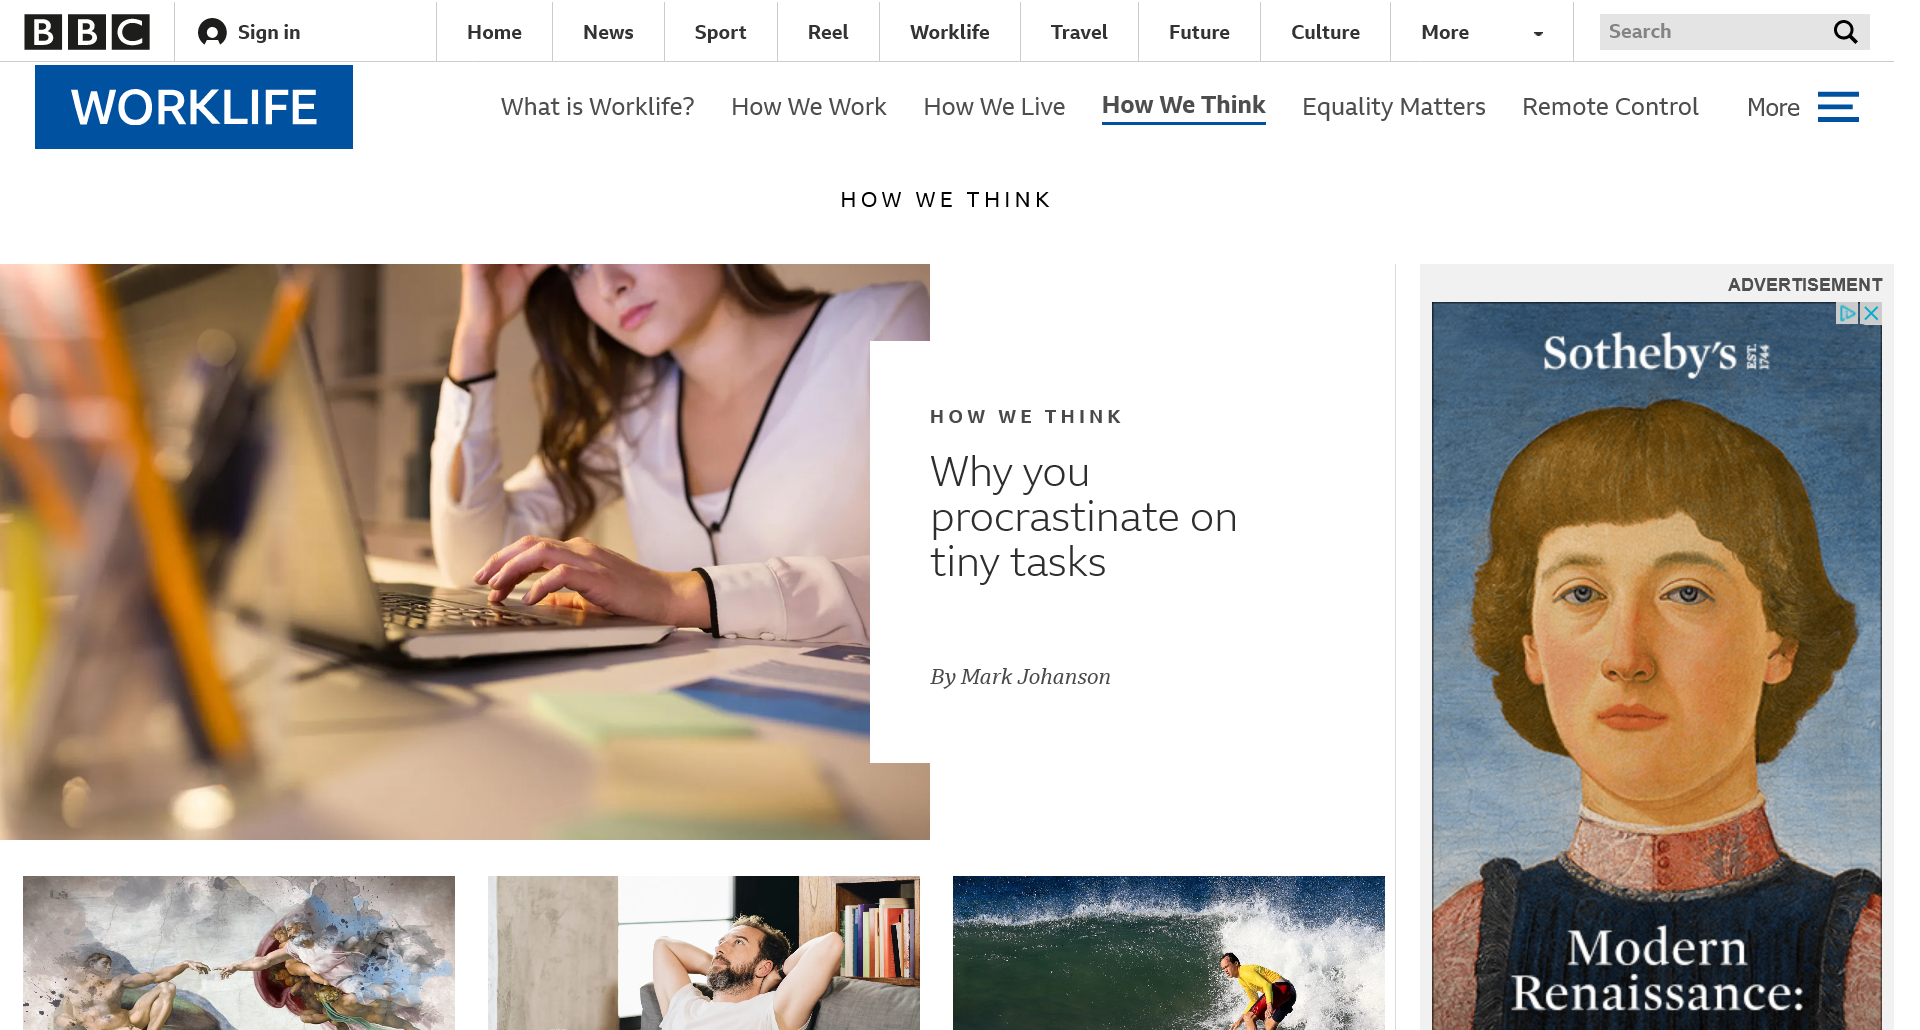 BBC
Sign in
Home
News
Sport
Reel
Worklife
Travel
Future
Culture
More
Search
WORKLIFE
What is Worklife?
How We Work
How We Live
How We Think
Equality Matters
Remote Control
More
HOW WE THINK
HOW WE THINK
Why you
procrastinate on
tiny tasks
By Mark Johanson
ADVERTISEMENT
Sotheby's EST. 1744
Modern
Renaissance: